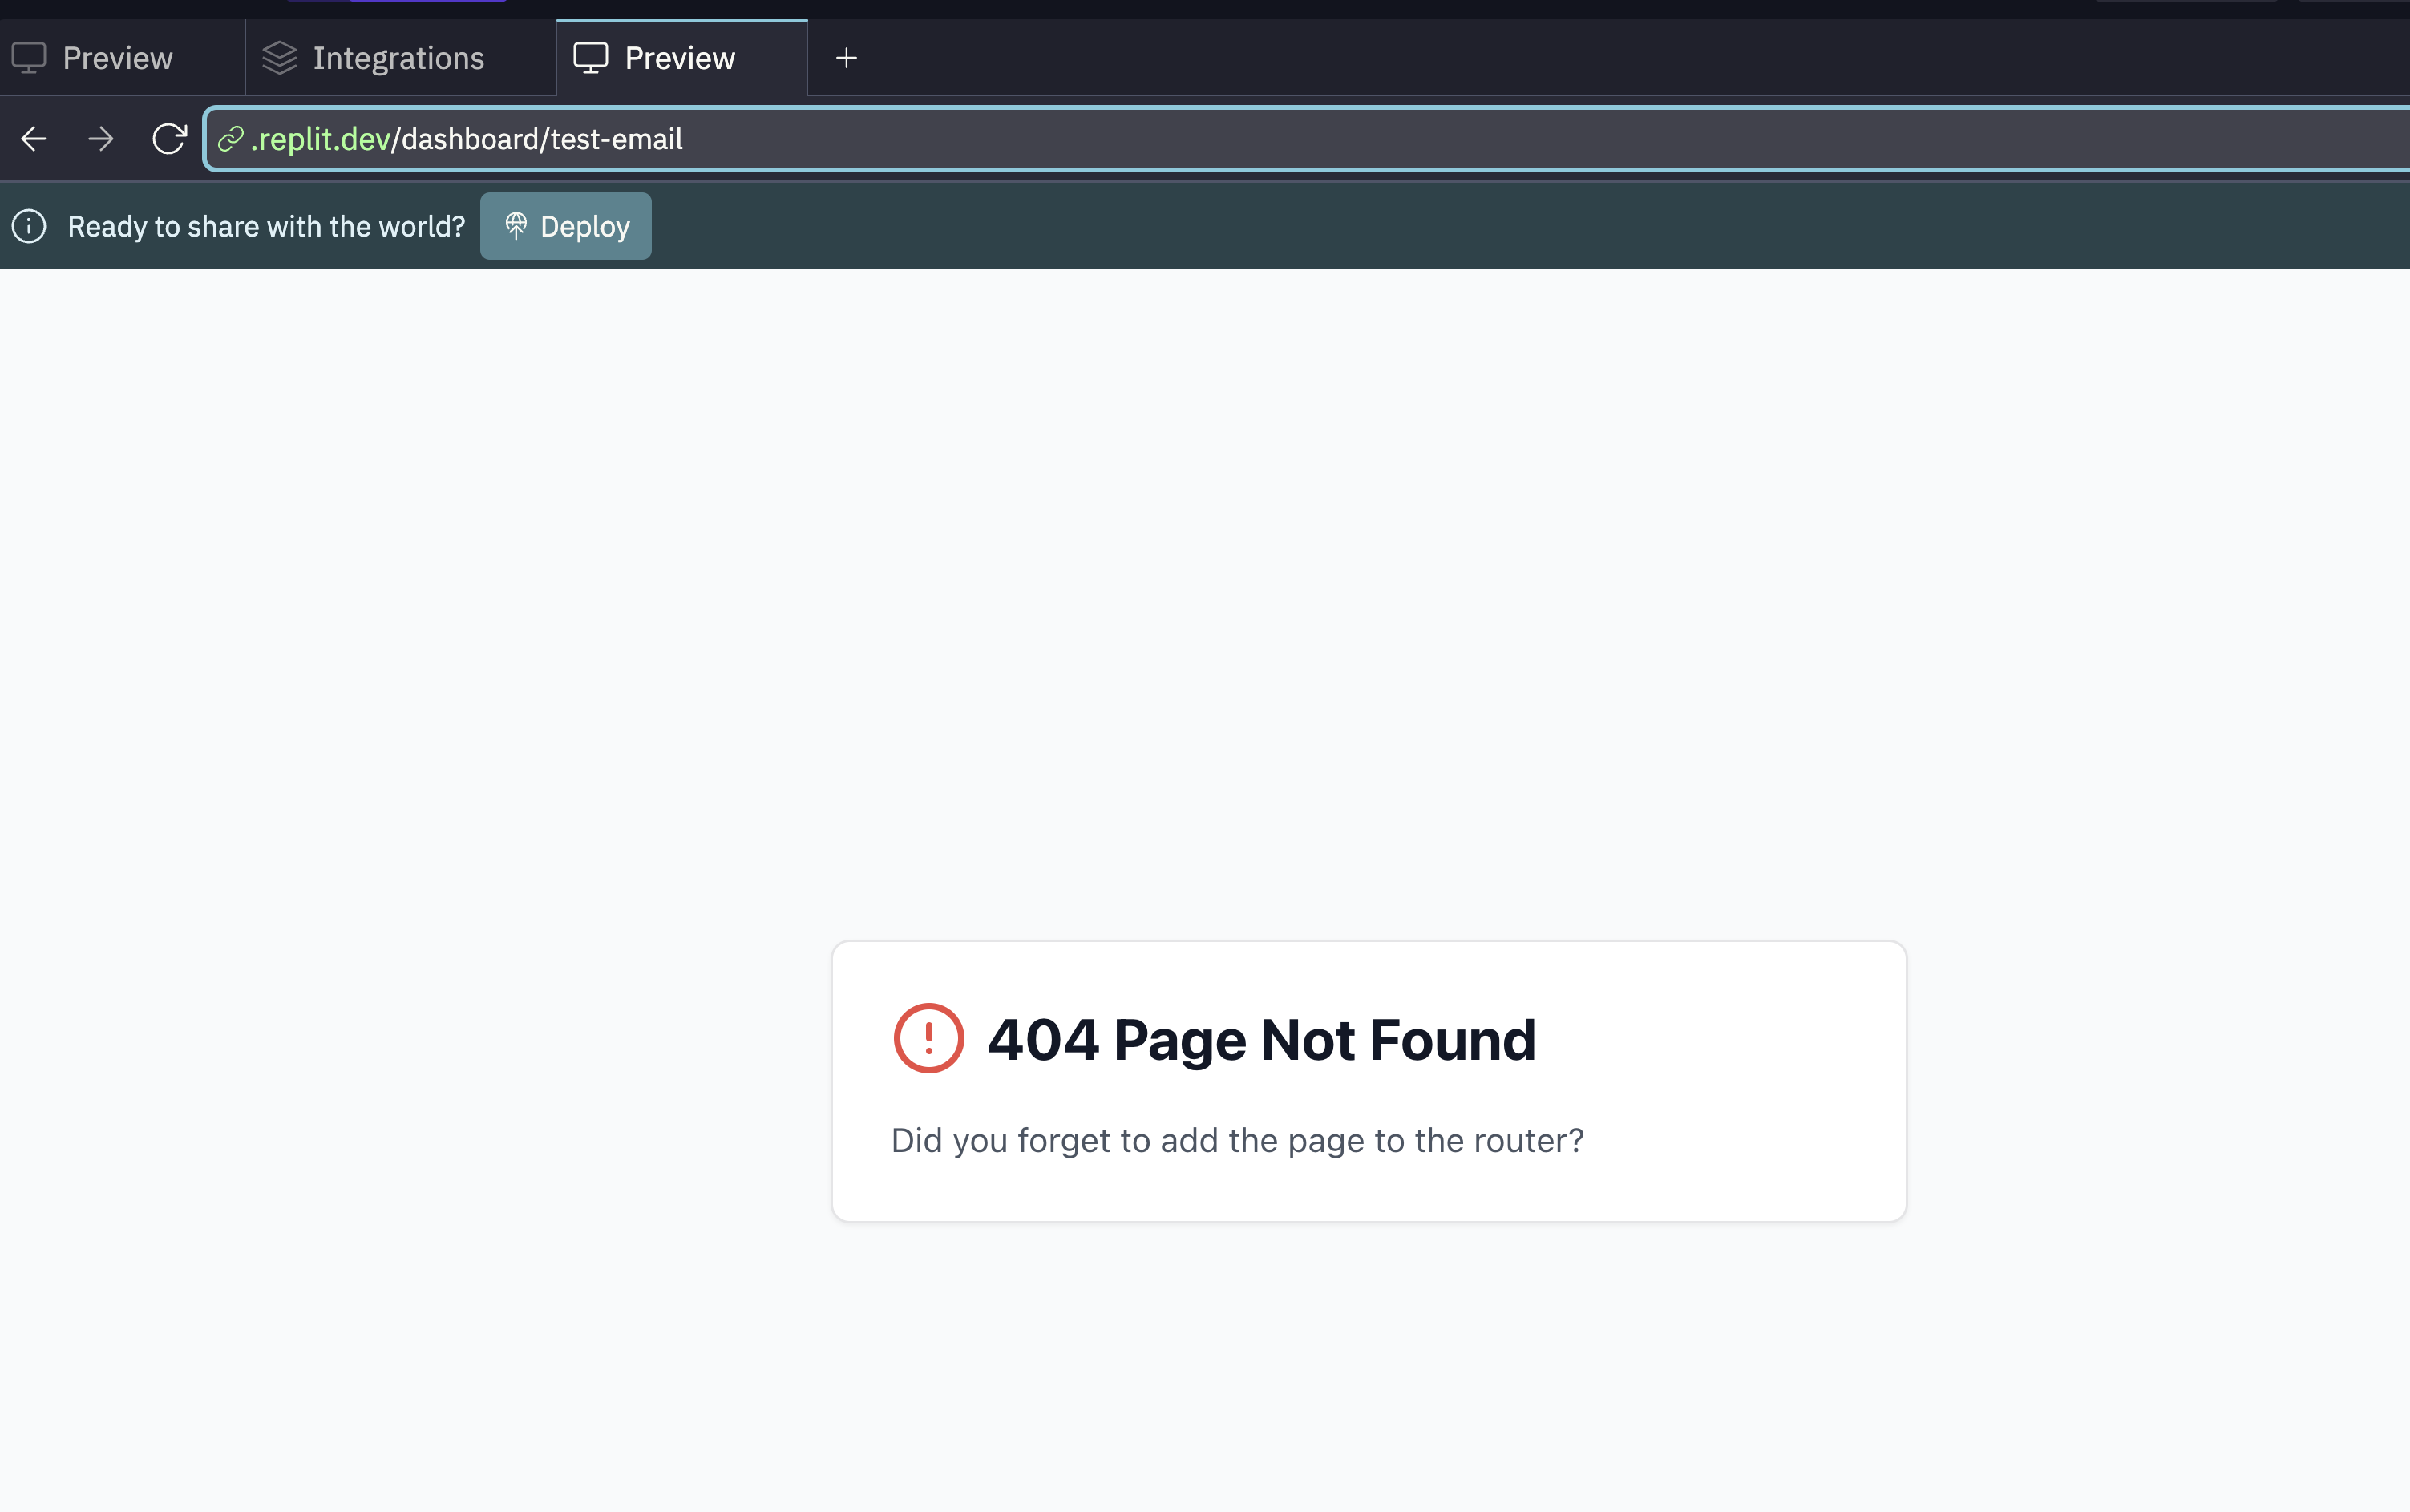 Preview
Integrations
Preview
.replit.dev/dashboard/test-email
Ready to share with the world?
Deploy
404 Page Not Found
Did you forget to add the page to the router?